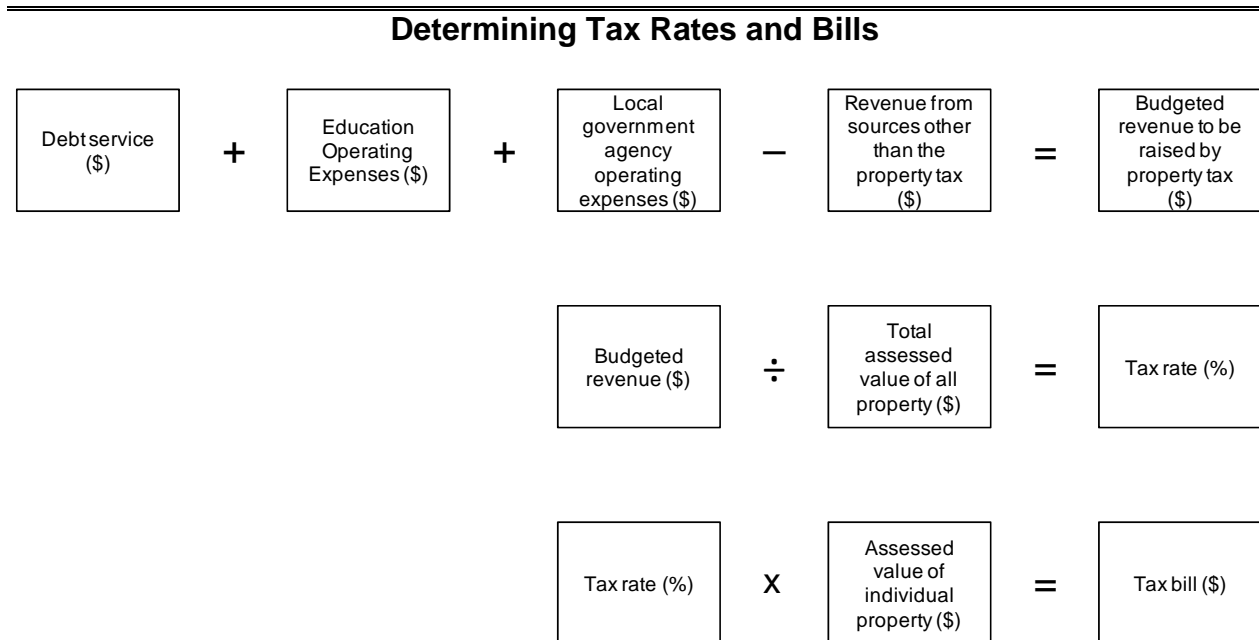 Determining Tax Rates and Bills
Debt service
($)
+
Education
Operating
Expenses ($)
+
Local
government
agency
operating
expenses ($)
–
Revenue from
sources other
than the
property tax
($)
=
Budgeted
revenue to be
raised by
property tax
($)
Budgeted
revenue ($)
÷
Total
assessed
value of all
property ($)
=
Tax rate (%)
Tax rate (%)
x
Assessed
value of
individual
property ($)
=
Tax bill ($)